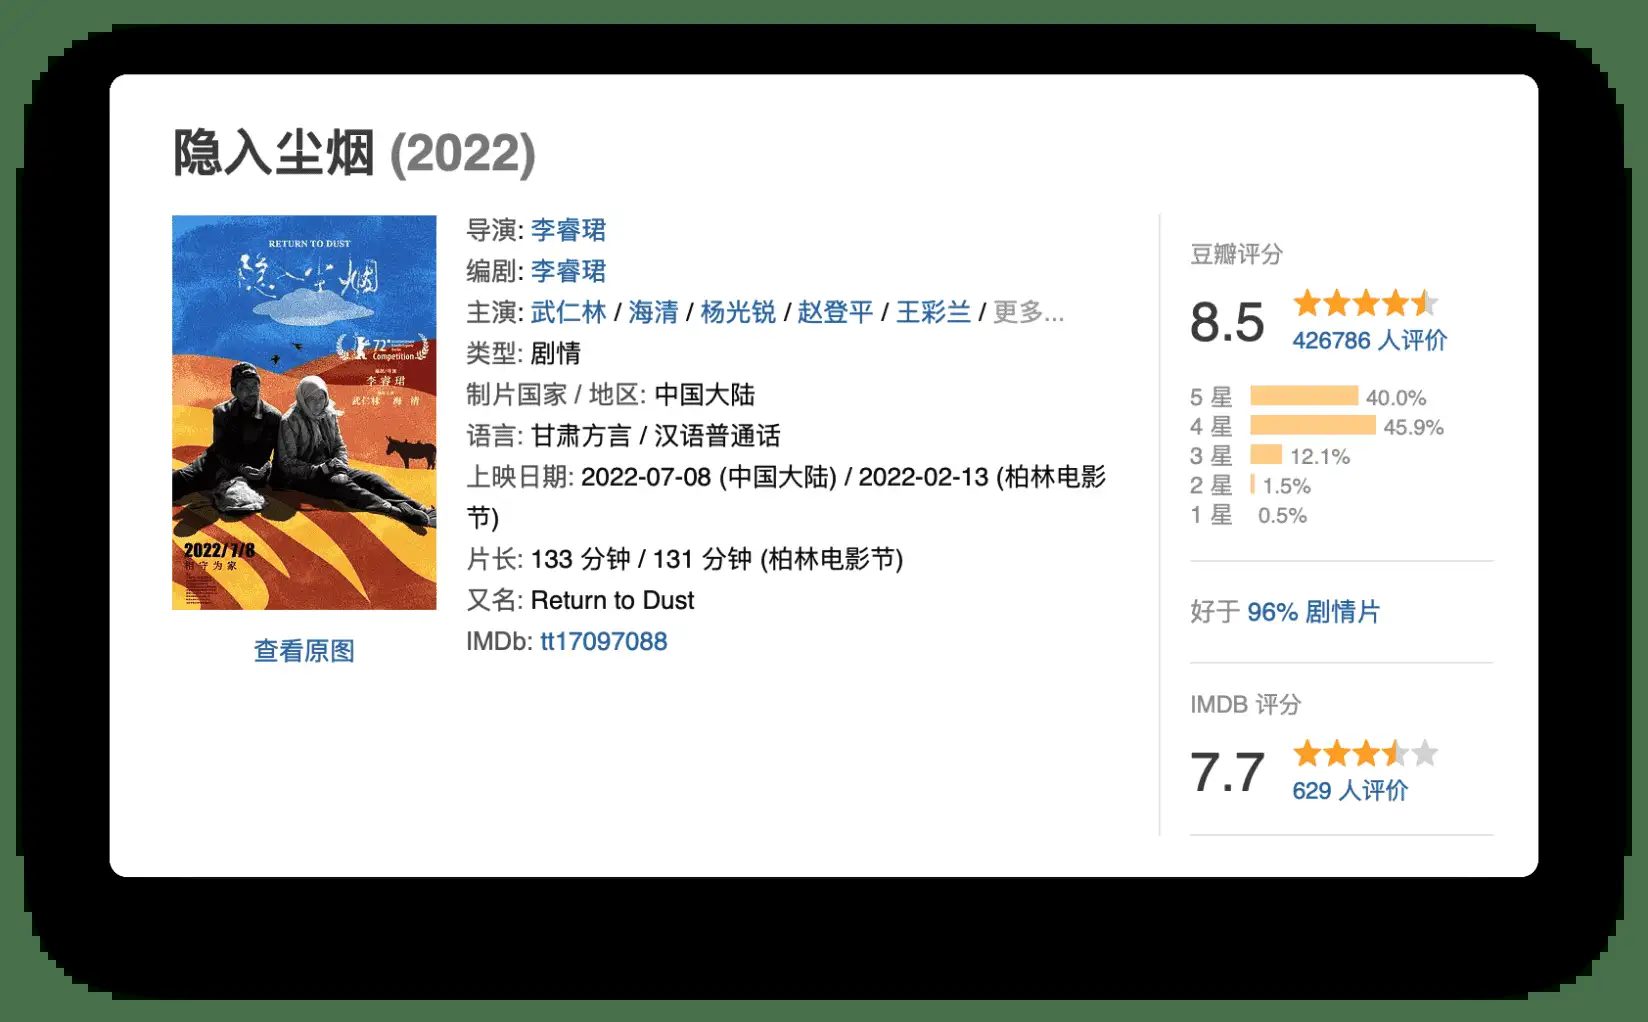 隐入尘烟 (2022)
RETURN TO DUST
隐入尘烟
72
Competition
李睿珺
武仁林 海清
2022/7/8
相守为家
查看原图
导演: 李睿珺
编剧: 李睿珺
主演: 武仁林 / 海清 / 杨光锐 / 赵登平 / 王彩兰 / 更多...
类型: 剧情
制片国家 / 地区: 中国大陆
语言: 甘肃方言 / 汉语普通话
上映日期: 2022-07-08 (中国大陆) / 2022-02-13 (柏林电影
节)
片长: 133 分钟 / 131 分钟 (柏林电影节)
又名: Return to Dust
IMDb: tt17097088
豆瓣评分
8.5
426786 人评价
5 星 40.0%
4 星 45.9%
3 星 12.1%
2 星 1.5%
1 星 0.5%
好于 96% 剧情片
IMDB 评分
7.7
629 人评价